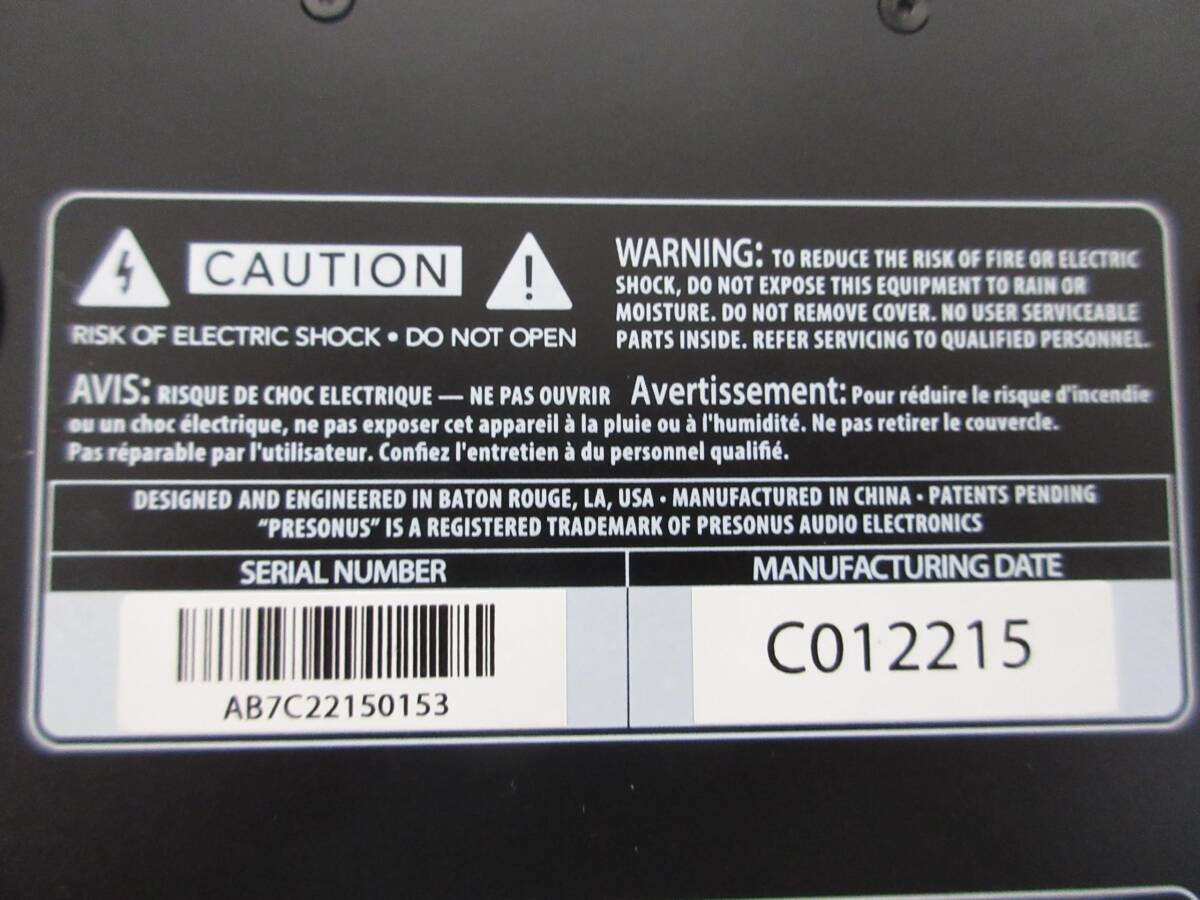 CAUTION
RISK OF ELECTRIC SHOCK • DO NOT OPEN
WARNING: TO REDUCE THE RISK OF FIRE OR ELECTRIC
SHOCK, DO NOT EXPOSE THIS EQUIPMENT TO RAIN OR
MOISTURE. DO NOT REMOVE COVER. NO USER SERVICEABLE
PARTS INSIDE. REFER SERVICING TO QUALIFIED PERSONNEL.
AVIS: RISQUE DE CHOC ELECTRIQUE — NE PAS OUVRIR Avertissement: Pour réduire le risque d'incendie
ou un choc électrique, ne pas exposer cet appareil à la pluie ou à l'humidité. Ne pas retirer le couvercle.
Pas réparable par l'utilisateur. Confiez l'entretien à du personnel qualifié.
DESIGNED AND ENGINEERED IN BATON ROUGE, LA, USA • MANUFACTURED IN CHINA • PATENTS PENDING
“PRESONUS” IS A REGISTERED TRADEMARK OF PRESONUS AUDIO ELECTRONICS
SERIAL NUMBER
AB7C22150153
MANUFACTURING DATE
C012215